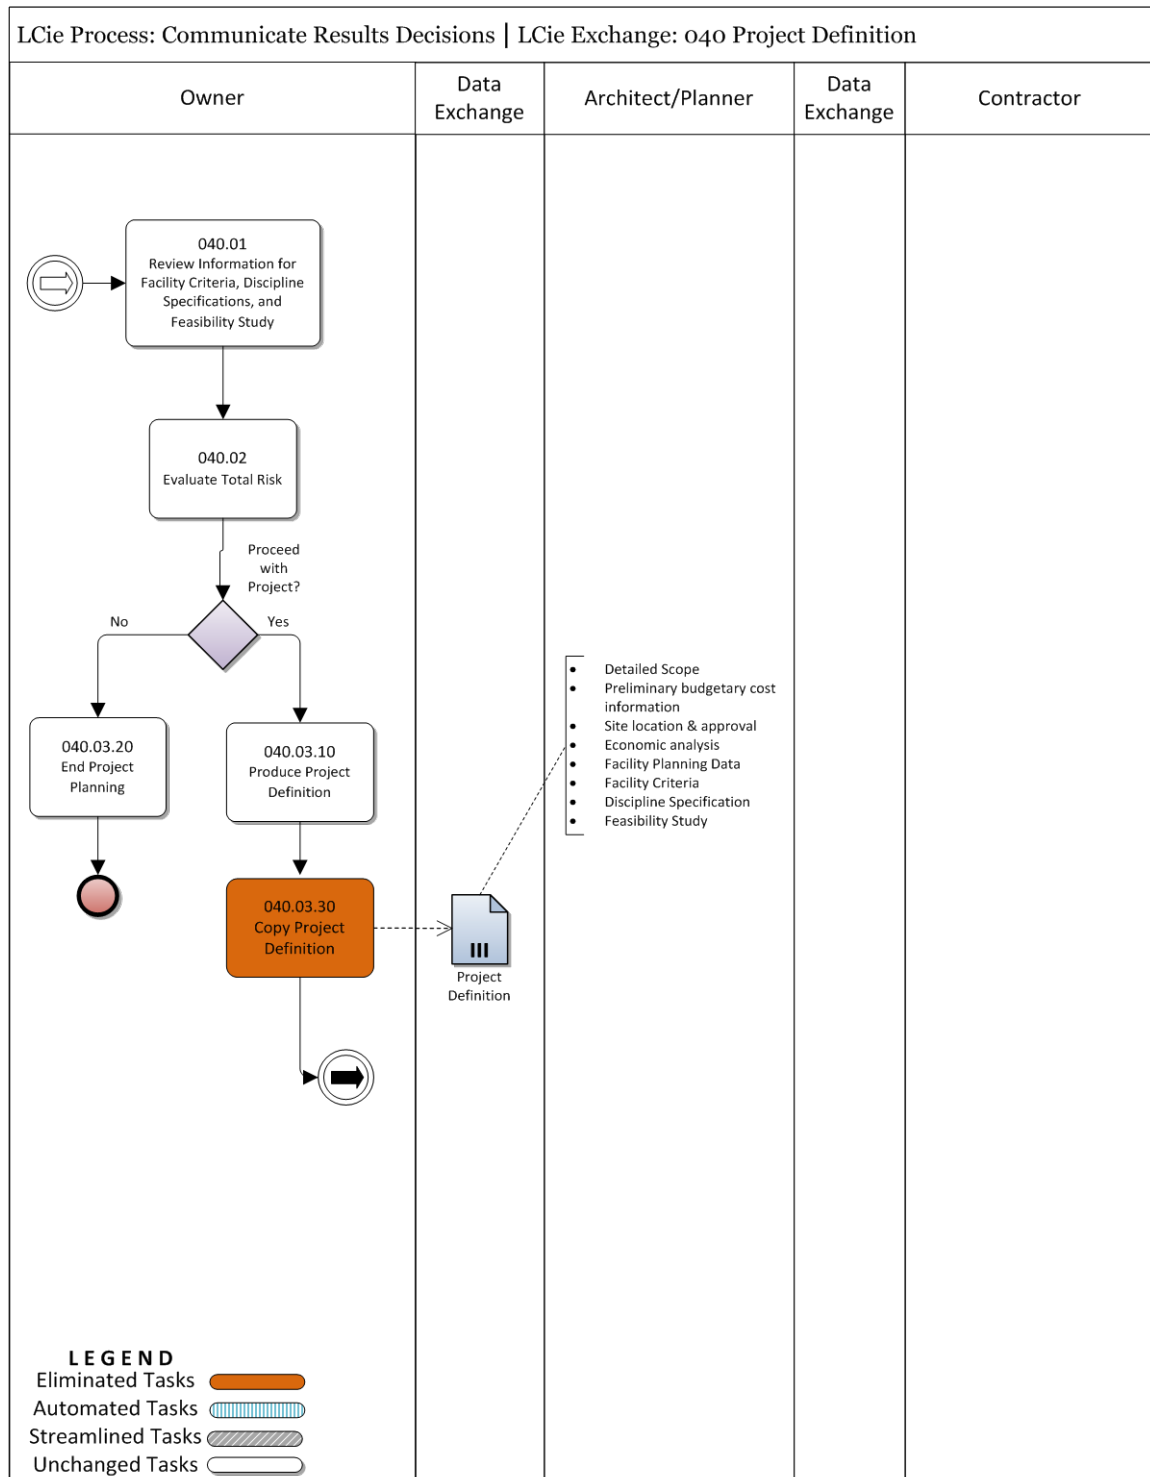 LCie Process: Communicate Results Decisions | LCie Exchange: 040 Project Definition
Owner
Data
Exchange
Architect/Planner
Data
Exchange
Contractor
040.01
Review Information for
Facility Criteria, Discipline
Specifications, and
Feasibility Study
040.02
Evaluate Total Risk
Proceed
with
Project?
No
Yes
040.03.20
End Project
Planning
040.03.10
Produce Project
Definition
040.03.30
Copy Project
Definition
Project
Definition
• Detailed Scope
• Preliminary budgetary cost
information
• Site location & approval
• Economic analysis
• Facility Planning Data
• Facility Criteria
• Discipline Specification
• Feasibility Study
LEGEND
Eliminated Tasks
Automated Tasks
Streamlined Tasks
Unchanged Tasks